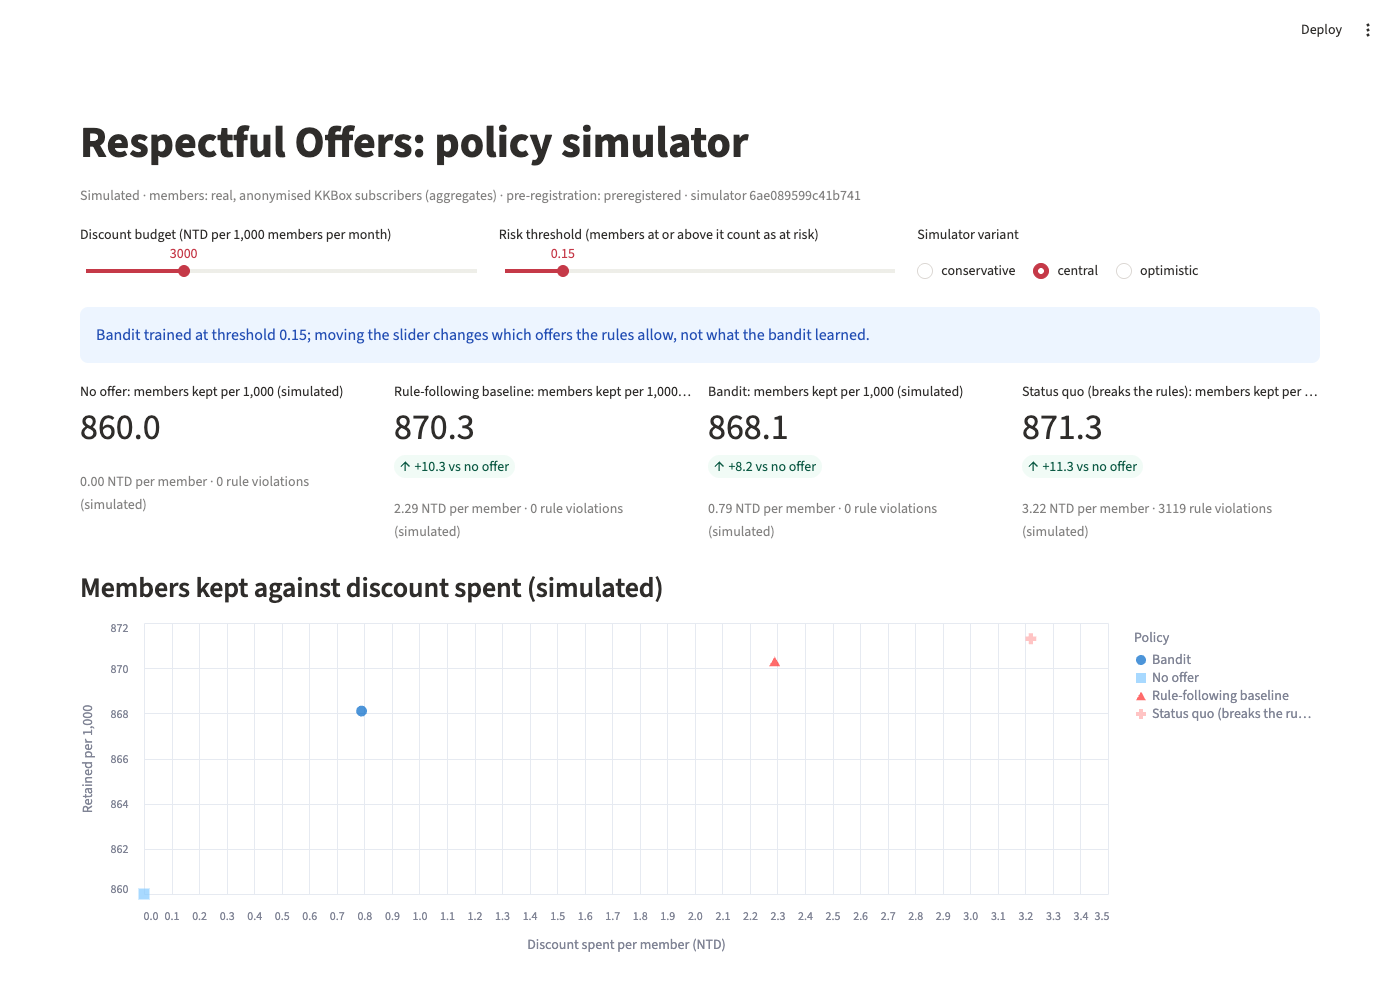 Deploy
Respectful Offers: policy simulator
Simulated · members: real, anonymised KKBox subscribers (aggregates) · pre-registration: preregistered · simulator 6ae089599c41b741
Discount budget (NTD per 1,000 members per month)
3000
Risk threshold (members at or above it count as at risk)
0.15
Simulator variant
conservative
central
optimistic
Bandit trained at threshold 0.15; moving the slider changes which offers the rules allow, not what the bandit learned.
No offer: members kept per 1,000 (simulated)
860.0
0.00 NTD per member · 0 rule violations
(simulated)
Rule-following baseline: members kept per 1,000…
870.3
↑ +10.3 vs no offer
2.29 NTD per member · 0 rule violations
(simulated)
Bandit: members kept per 1,000 (simulated)
868.1
↑ +8.2 vs no offer
0.79 NTD per member · 0 rule violations
(simulated)
Status quo (breaks the rules): members kept per …
871.3
↑ +11.3 vs no offer
3.22 NTD per member · 3119 rule violations
(simulated)
Members kept against discount spent (simulated)
Retained per 1,000
872
870
868
866
864
862
860
0.0 0.1 0.2 0.3 0.4 0.5 0.6 0.7 0.8 0.9 1.0 1.1 1.2 1.3 1.4 1.5 1.6 1.7 1.8 1.9 2.0 2.1 2.2 2.3 2.4 2.5 2.6 2.7 2.8 2.9 3.0 3.1 3.2 3.3 3.4 3.5
Discount spent per member (NTD)
Policy
Bandit
No offer
Rule-following baseline
Status quo (breaks the ru…